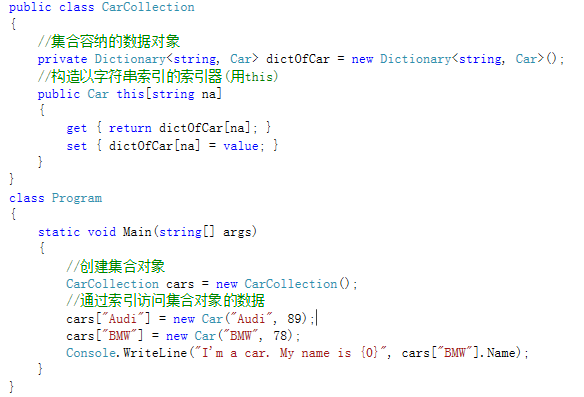 public class CarCollection
{
    //集合容纳的数据对象
    private Dictionary<string, Car> dictOfCar = new Dictionary<string, Car>();
    //构造以字符串索引的索引器(用this)
    public Car this[string na]
    {
        get { return dictOfCar[na]; }
        set { dictOfCar[na] = value; }
    }
}
class Program
{
    static void Main(string[] args)
    {
        //创建集合对象
        CarCollection cars = new CarCollection();
        //通过索引访问集合对象的数据
        cars["Audi"] = new Car("Audi", 89);
        cars["BMW"] = new Car("BMW", 78);
        Console.WriteLine("I'm a car. My name is {0}", cars["BMW"].Name);
    }
}